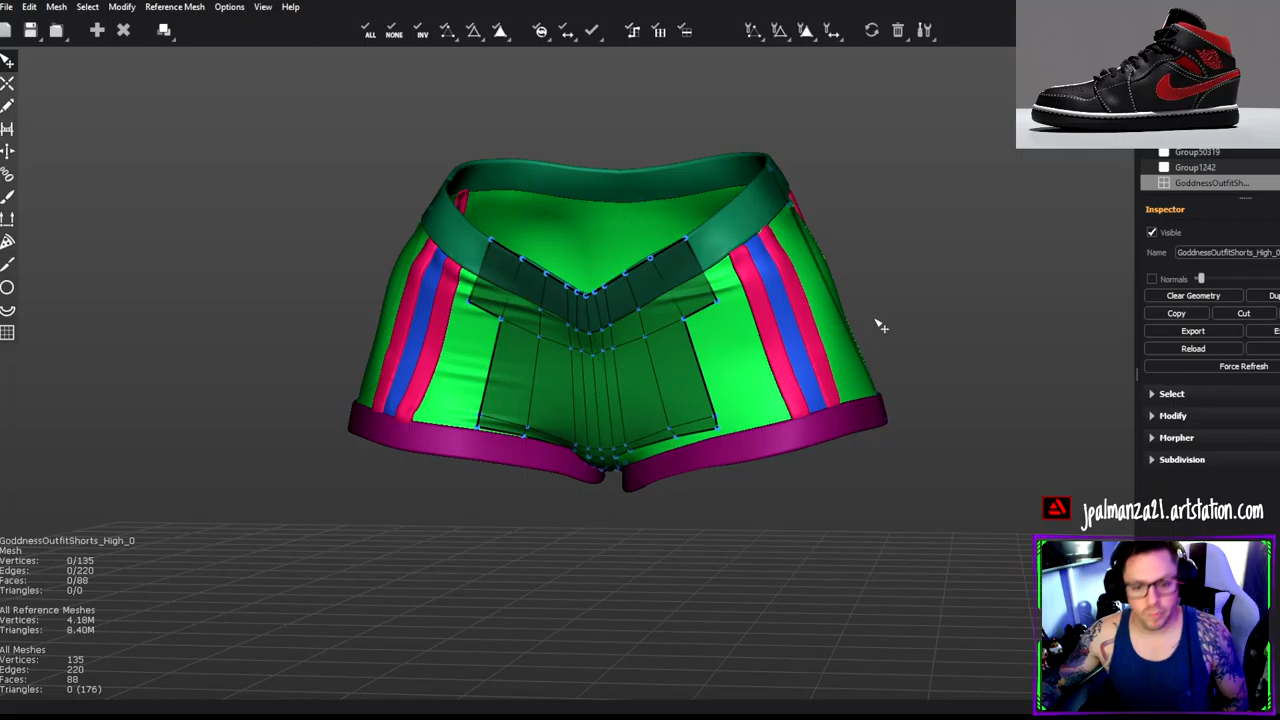 File Edit Mesh Select Modify Reference Mesh Options View Help
ALL NONE INV
Group50319
Group1242
GoddnessOutfitSh...
Inspector
Visible
Name GoddnessOutfitShorts_High_0
Normals
Clear Geometry Du
Copy Cut
Export E
Reload
Force Refresh
Select
Modify
Morpher
Subdivision
jpalmanza21.artstation.com
GoddnessOutfitShorts_High_0
Mesh
Vertices: 0/135
Edges: 0/220
Faces: 0/88
Triangles: 0/0
All Reference Meshes
Vertices: 4.18M
Triangles: 8.40M
All Meshes
Vertices: 135
Edges: 220
Faces: 88
Triangles: 0 (176)